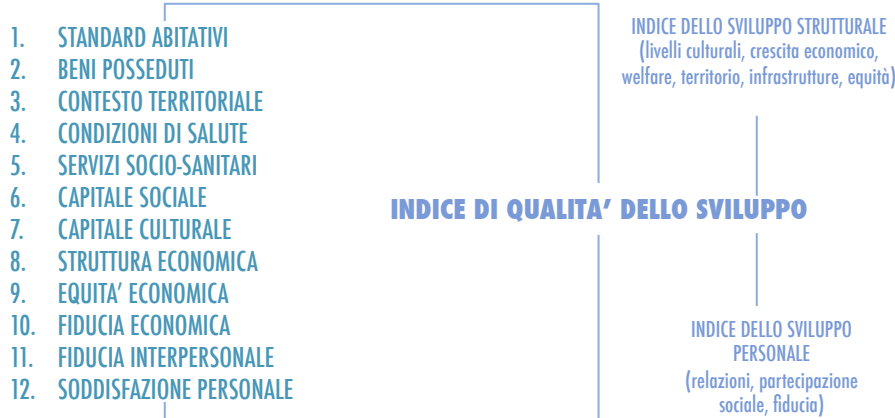 1. STANDARD ABITATIVI
2. BENI POSSEDUTI
3. CONTESTO TERRITORIALE
4. CONDIZIONI DI SALUTE
5. SERVIZI SOCIO-SANITARI
6. CAPITALE SOCIALE
7. CAPITALE CULTURALE
8. STRUTTURA ECONOMICA
9. EQUITA’ ECONOMICA
10. FIDUCIA ECONOMICA
11. FIDUCIA INTERPERSONALE
12. SODDISFAZIONE PERSONALE
INDICE DI QUALITA’ DELLO SVILUPPO
INDICE DELLO SVILUPPO STRUTTURALE
(livelli culturali, crescita economico,
welfare, territorio, infrastrutture, equità)
INDICE DELLO SVILUPPO
PERSONALE
(relazioni, partecipazione
sociale, fiducia)